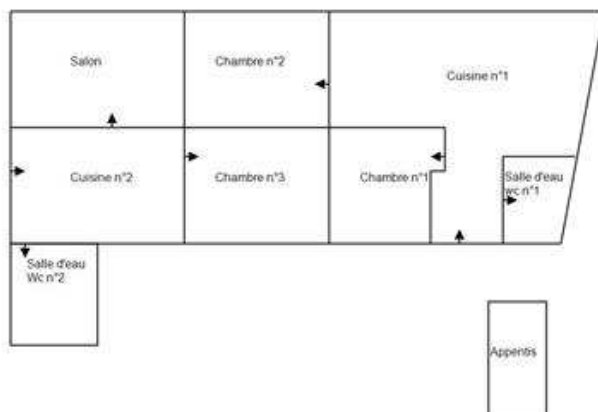 Salon
Chambre n°2
Cuisine n°1
Cuisine n°2
Chambre n°3
Chambre n°1
Salle d'eau
wc n°1
Salle d'eau
Wc n°2
Appentis